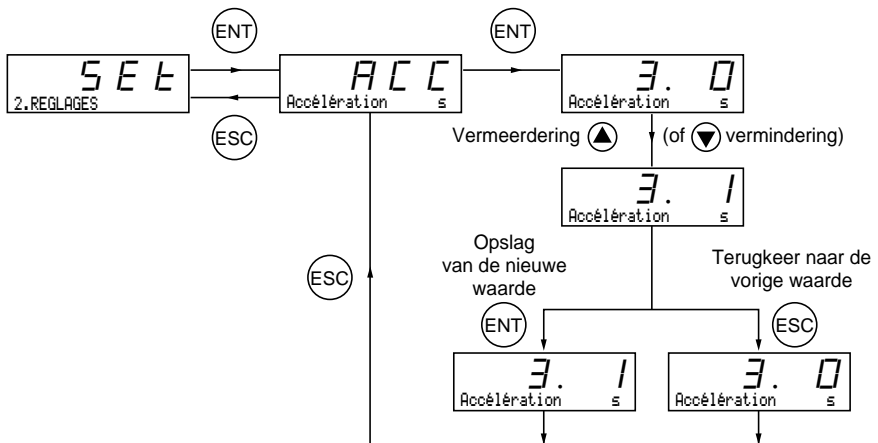 ENT
ENT
SEt
2.REGLAGES
ACC
Accélération s
3. 0
Accélération s
ESC
Vermeerdering (of vermindering)
3. 1
Accélération s
Opslag
van de nieuwe
waarde
Terugkeer naar de
vorige waarde
ESC
ENT
ESC
3. 1
Accélération s
3. 0
Accélération s